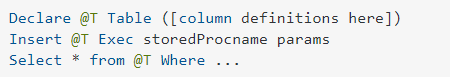 Declare @T Table ([column definitions here])
Insert @T Exec storedProcname params
Select * from @T Where ...